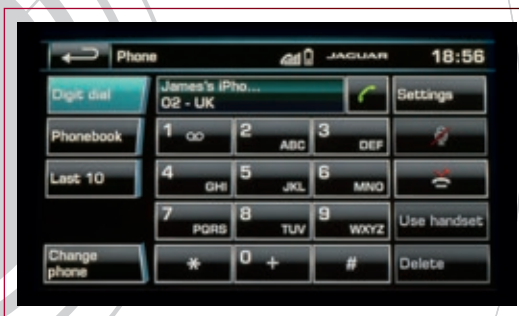 Phone JAGUAR 18:56
Digit dial James's iPho... Settings
O2 - UK
Phonebook 1 2 ABC 3 DEF
Last 10 4 GHI 5 JKL 6 MNO
7 PQRS 8 TUV 9 WXYZ Use handset
Change phone * 0 + # Delete